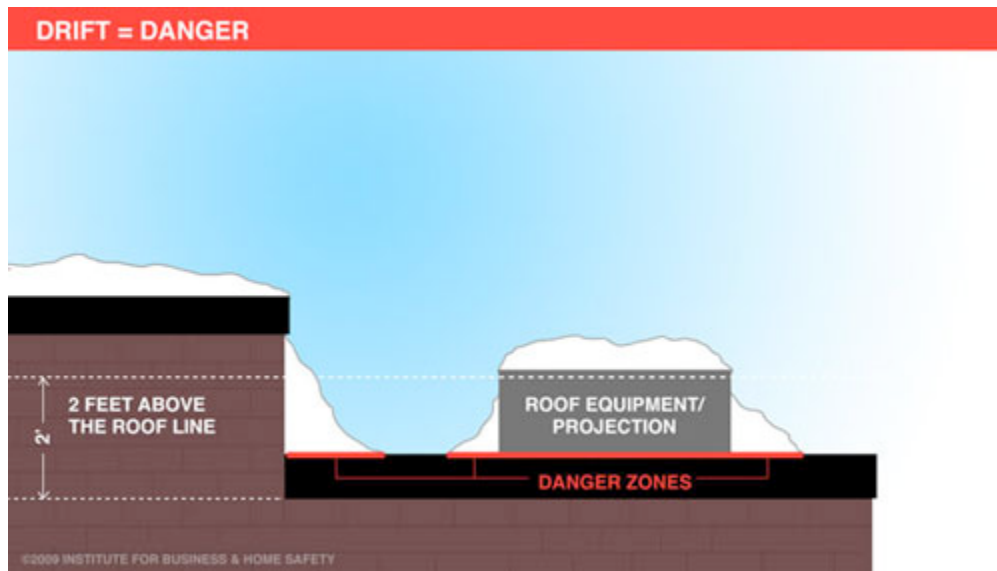 DRIFT = DANGER
2 FEET ABOVE
THE ROOF LINE
2'
ROOF EQUIPMENT/
PROJECTION
DANGER ZONES
©2009 INSTITUTE FOR BUSINESS & HOME SAFETY